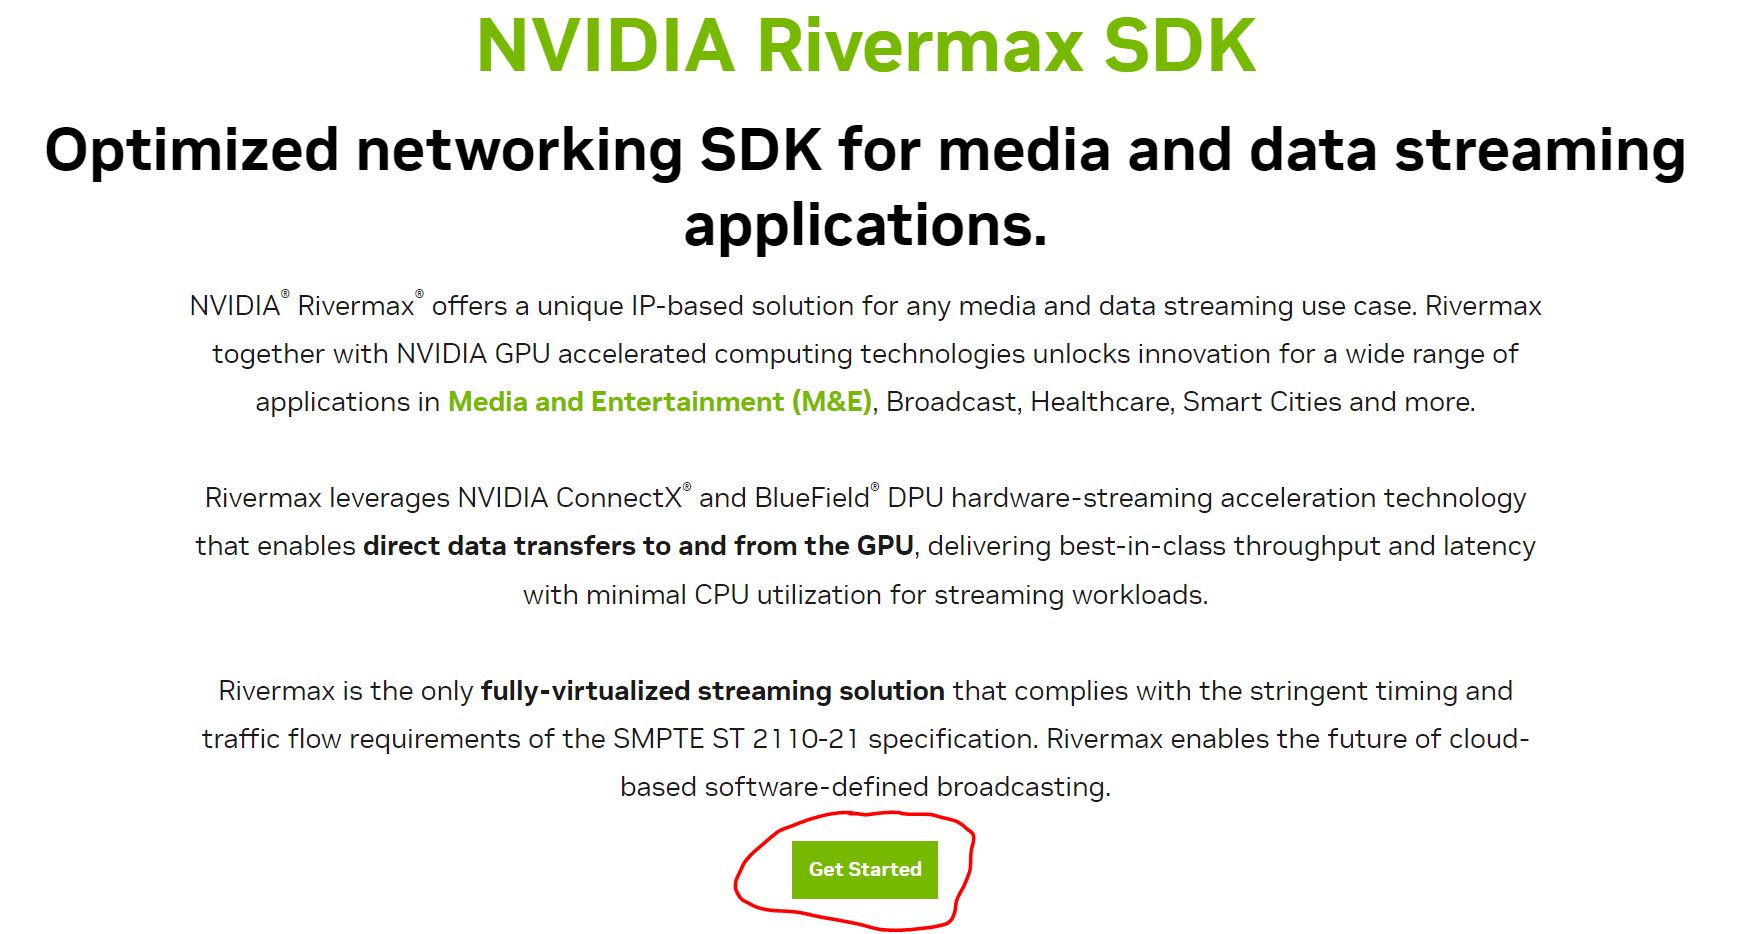 NVIDIA Rivermax SDK
Optimized networking SDK for media and data streaming
applications.
NVIDIA® Rivermax® offers a unique IP-based solution for any media and data streaming use case. Rivermax
together with NVIDIA GPU accelerated computing technologies unlocks innovation for a wide range of
applications in Media and Entertainment (M&E), Broadcast, Healthcare, Smart Cities and more.
Rivermax leverages NVIDIA ConnectX® and BlueField® DPU hardware-streaming acceleration technology
that enables direct data transfers to and from the GPU, delivering best-in-class throughput and latency
with minimal CPU utilization for streaming workloads.
Rivermax is the only fully-virtualized streaming solution that complies with the stringent timing and
traffic flow requirements of the SMPTE ST 2110-21 specification. Rivermax enables the future of cloud-
based software-defined broadcasting.
Get Started